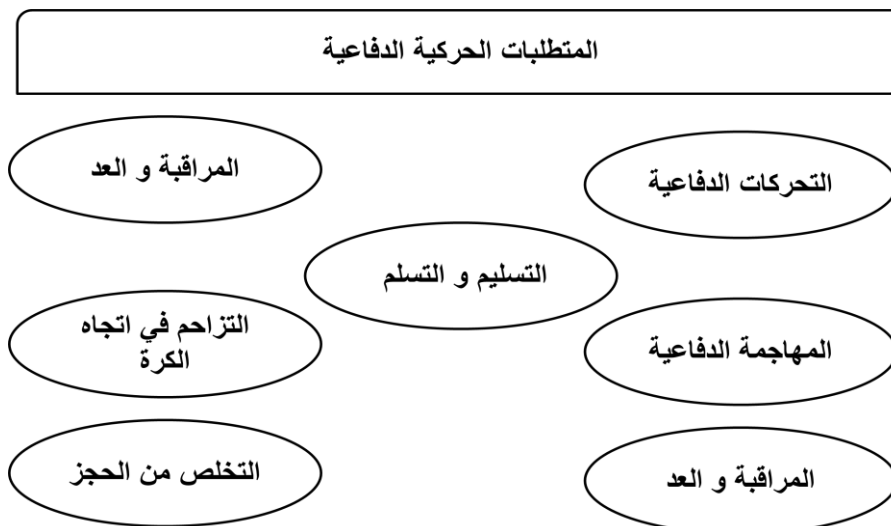 المتطلبات الحركية الدفاعية
التحركات الدفاعية
المراقبة و العد
التسليم و التسلم
المهاجمة الدفاعية
التزاحم في اتجاه
الكرة
المراقبة و العد
التخلص من الحجز